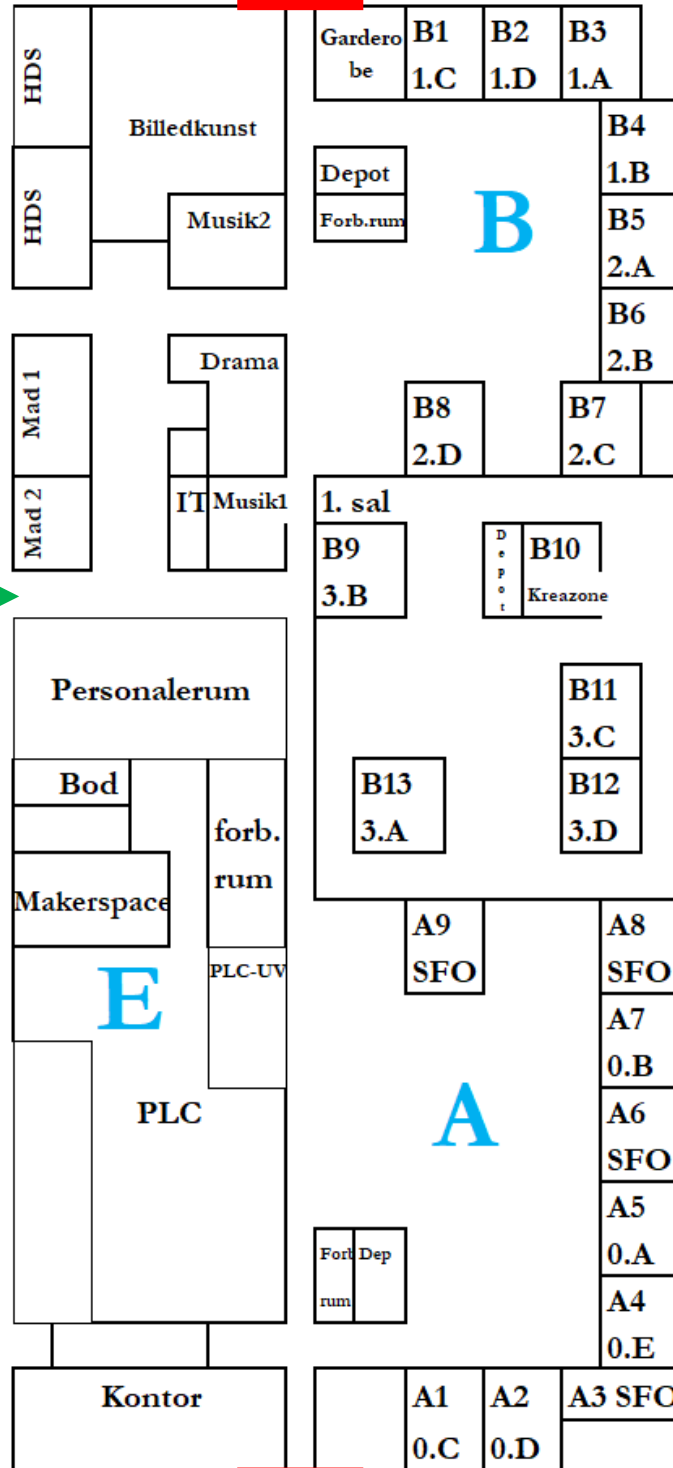 HDS
Billedkunst
HDS
Musik2
Gardero
be
B1
1.C
B2
1.D
B3
1.A
B4
1.B
Depot
Forb.rum
B
B5
2.A
B6
2.B
Mad 1
Drama
B8
2.D
B7
2.C
Mad 2
IT
Musik1
1. sal
B9
3.B
Depot
B10
Kreazone
Personalerum
B11
3.C
Bod
forb.
rum
B13
3.A
B12
3.D
Makerspace
E
PLC-UV
PLC
A9
SFO
A8
SFO
A7
0.B
A
A6
SFO
A5
0.A
Forb
rum
Dep
A4
0.E
Kontor
A1
0.C
A2
0.D
A3 SFO